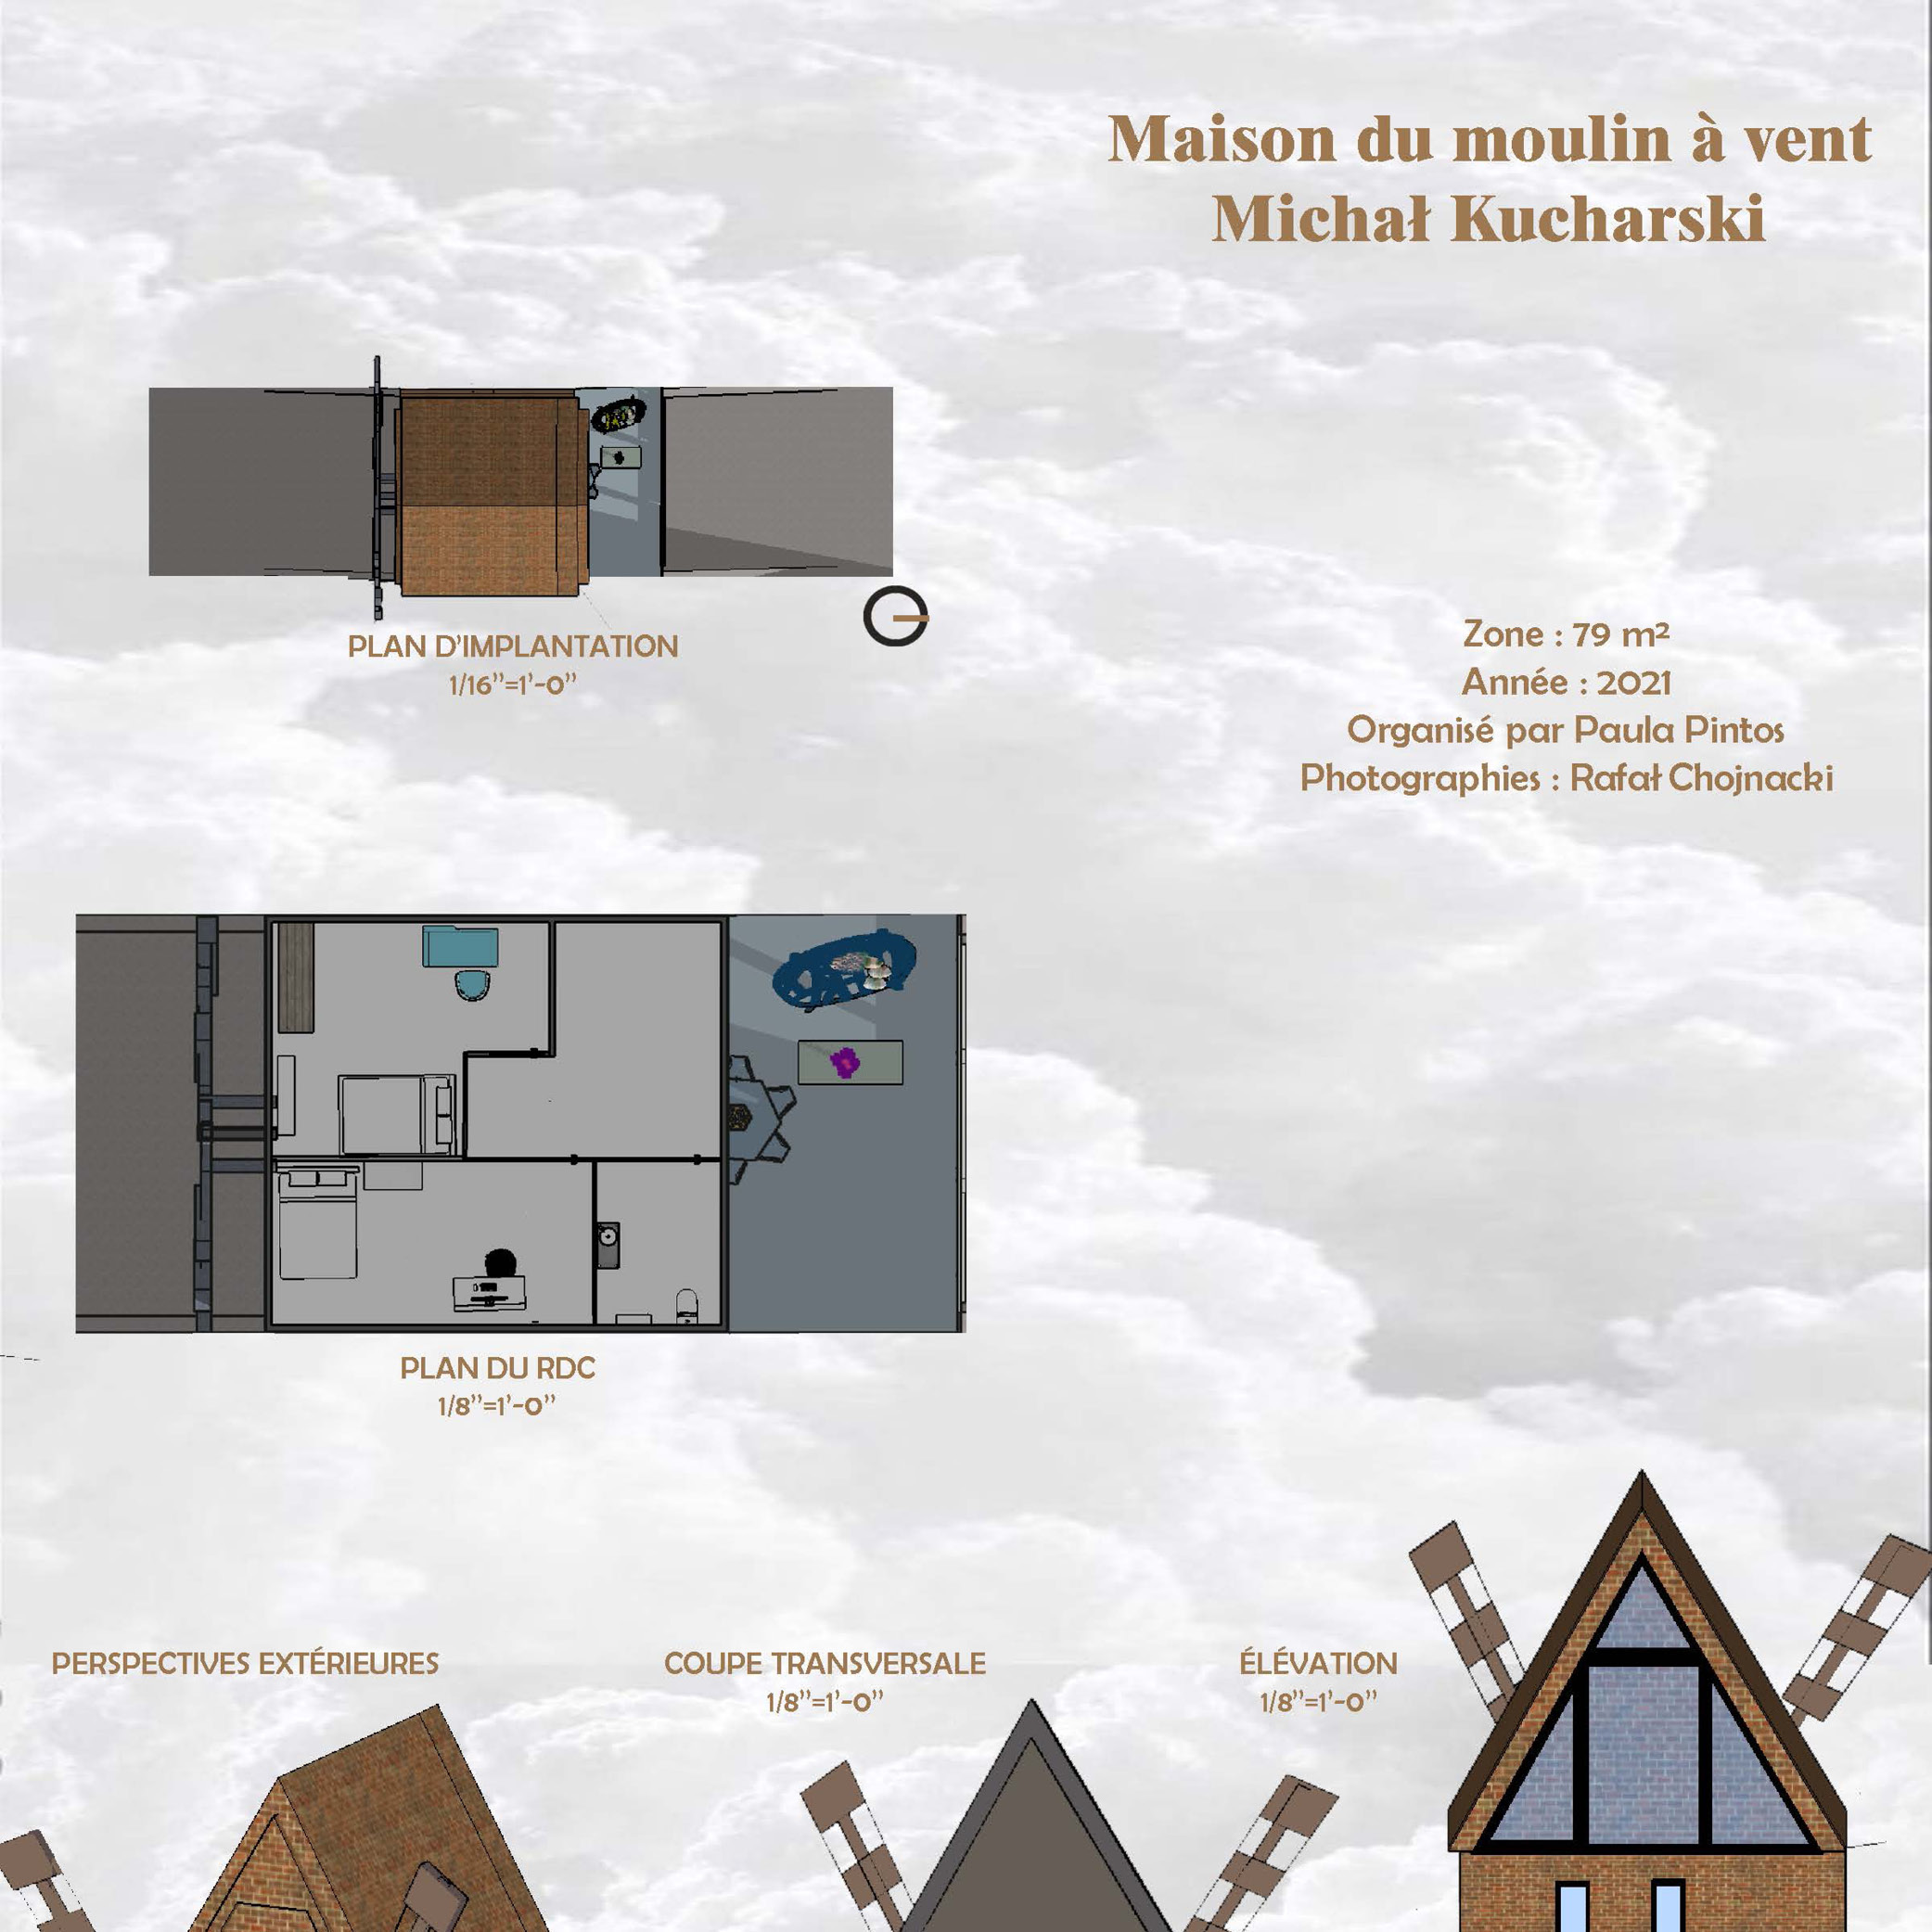 Maison du moulin à vent
Michał Kucharski
PLAN D'IMPLANTATION
1/16’’=1’-0’’
Zone : 79 m²
Année : 2021
Organisé par Paula Pintos
Photographies : Rafał Chojnacki
PLAN DU RDC
1/8’’=1’-0’’
PERSPECTIVES EXTÉRIEURES
COUPE TRANSVERSALE
1/8’’=1’-0’’
ÉLÉVATION
1/8’’=1’-0’’